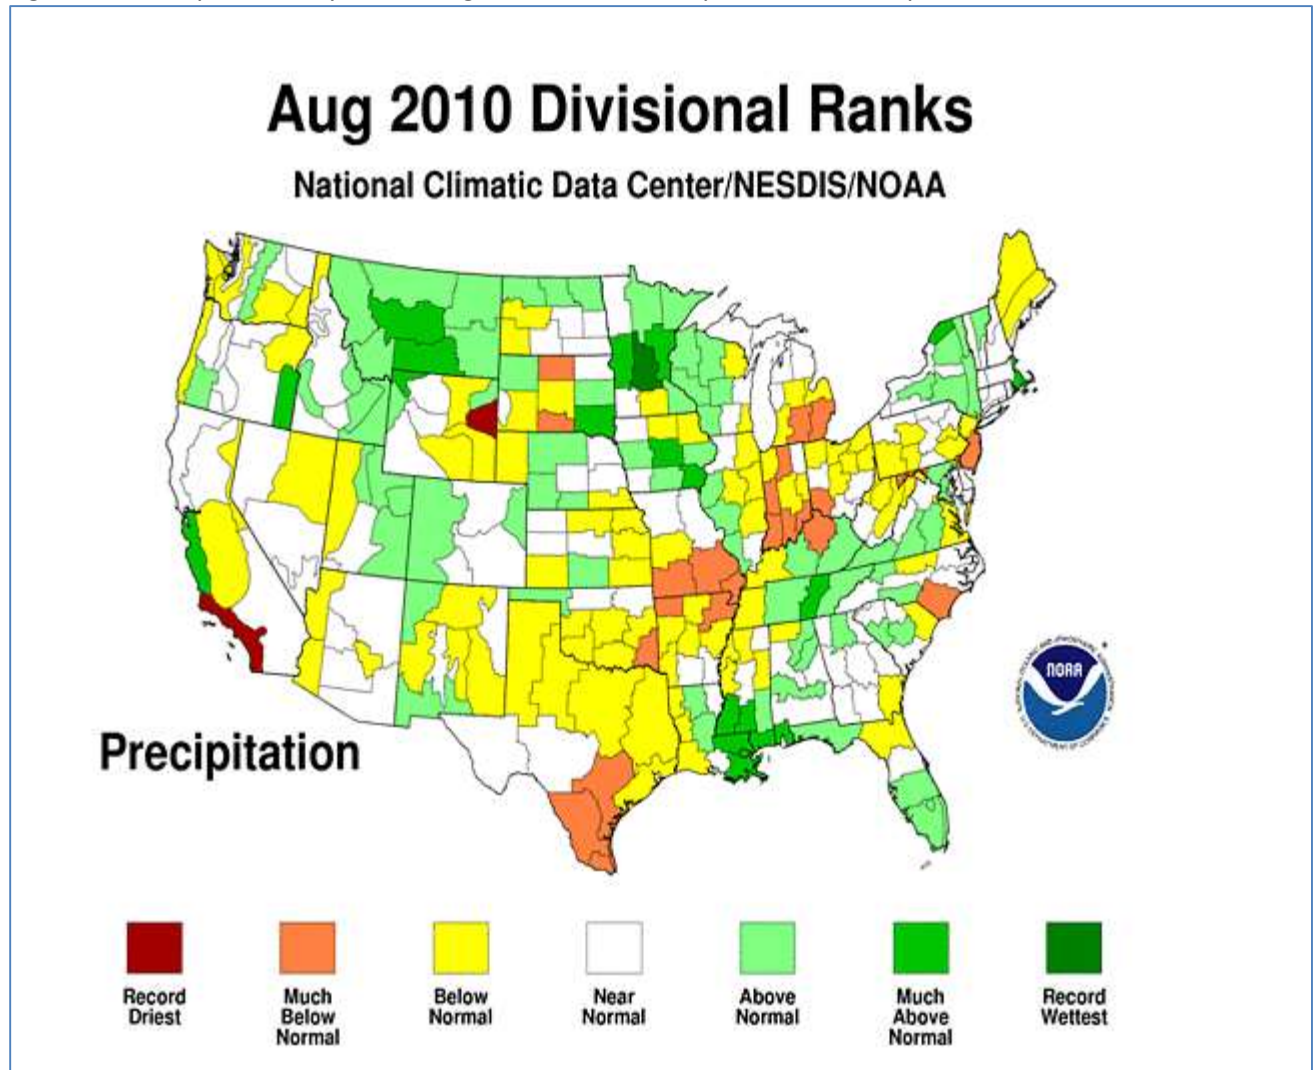 Aug 2010 Divisional Ranks
National Climatic Data Center/NESDIS/NOAA
NOAA
Precipitation
Record
Driest
Much
Below
Normal
Below
Normal
Near
Normal
Above
Normal
Much
Above
Normal
Record
Wettest